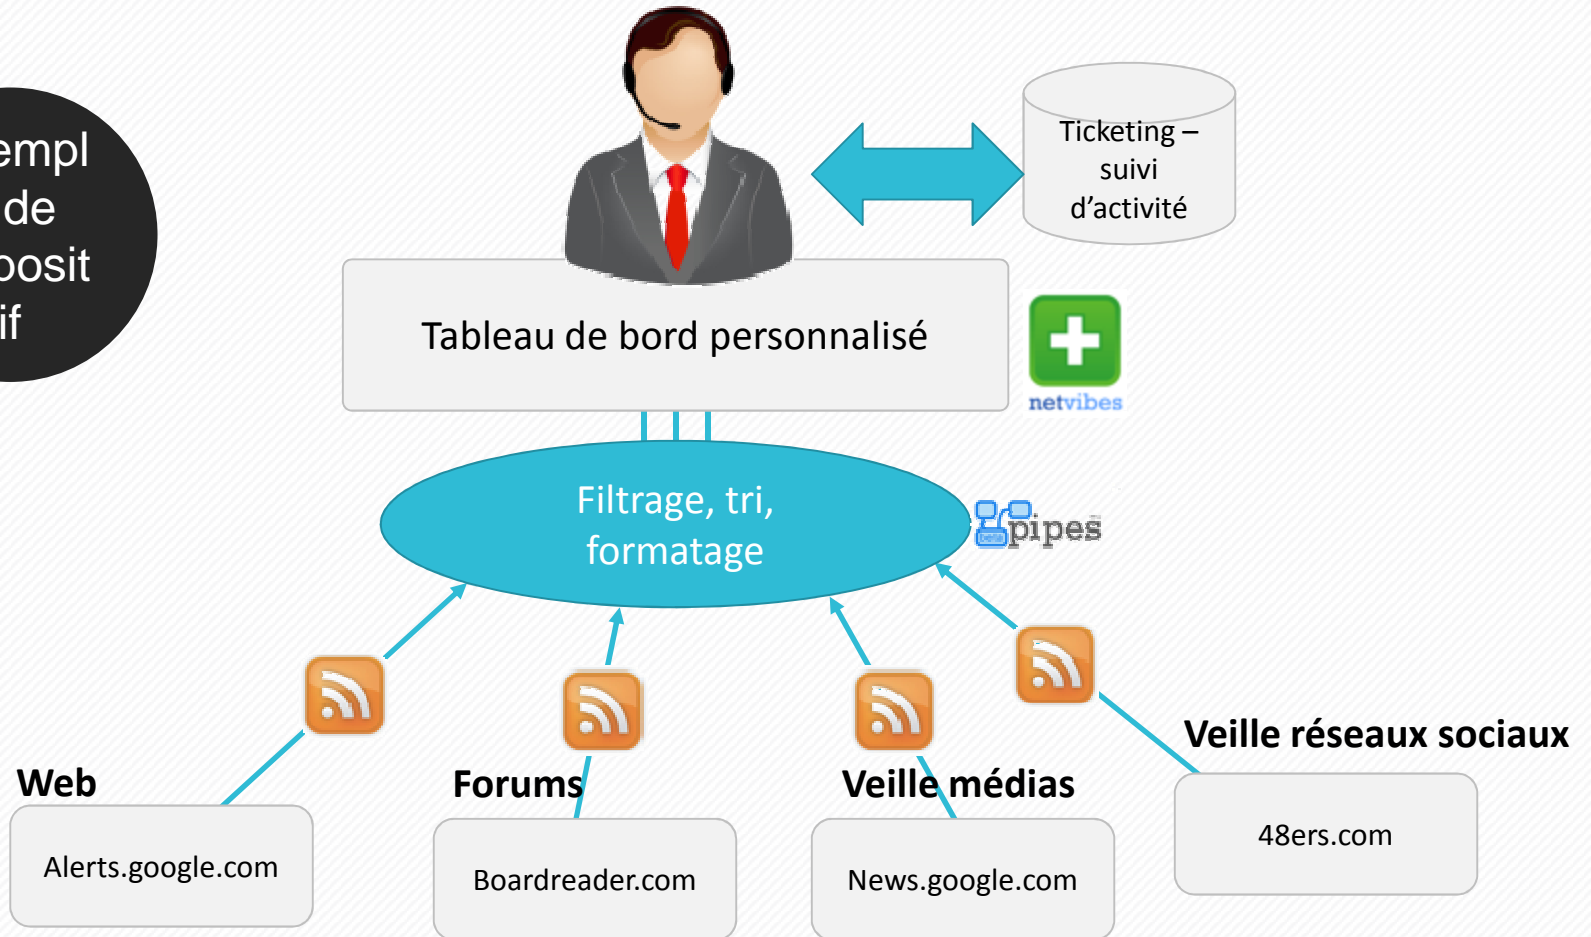 empl
de
posit
if
Ticketing –
suivi
d’activité
Tableau de bord personnalisé
netvibes
Filtrage, tri,
formatage
pipes
Veille réseaux sociaux
Web
Forums
Veille médias
48ers.com
Alerts.google.com
Boardreader.com
News.google.com